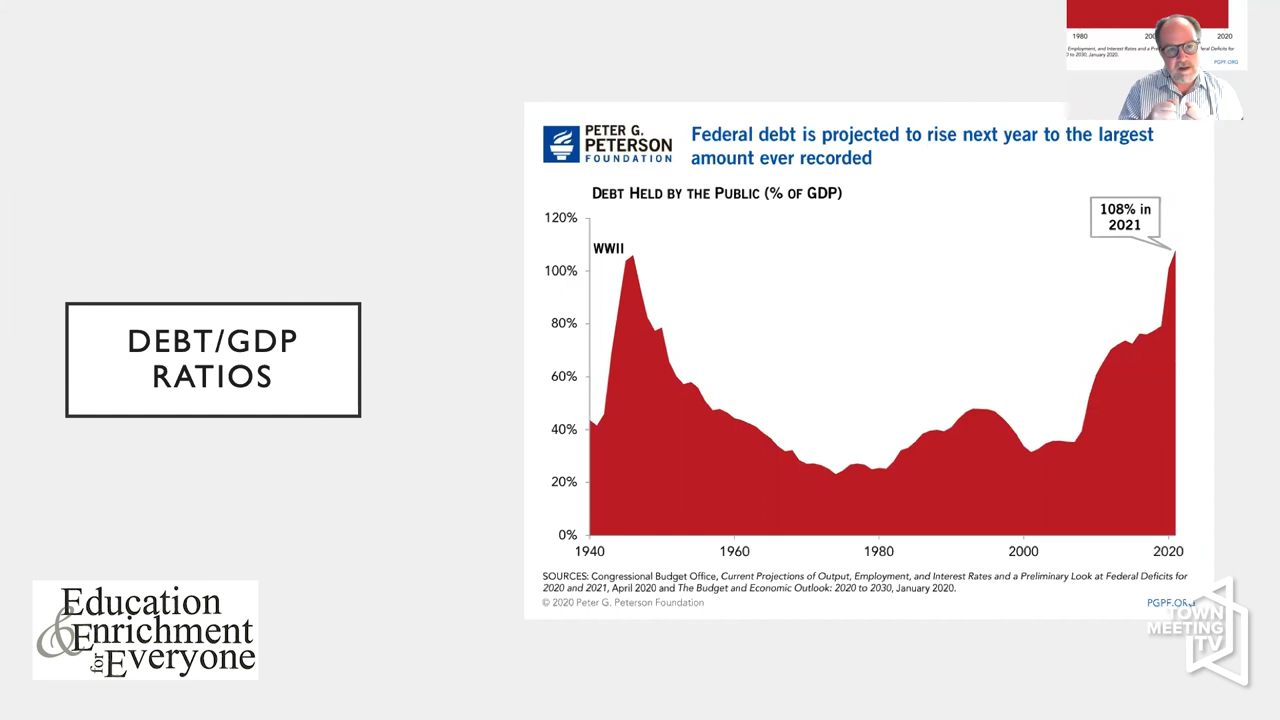 1980
2020
PGPF.ORG
PETER G.
PETERSON
FOUNDATION
Federal debt is projected to rise next year to the largest
amount ever recorded
DEBT HELD BY THE PUBLIC (% OF GDP)
108% in
2021
120%
WWII
100%
80%
60%
40%
20%
0%
1940
1960
1980
2000
2020
DEBT/GDP
RATIOS
SOURCES: Congressional Budget Office, Current Projections of Output, Employment, and Interest Rates and a Preliminary Look at Federal Deficits for
2020 and 2021, April 2020 and The Budget and Economic Outlook: 2020 to 2030, January 2020.
© 2020 Peter G. Peterson Foundation
PGPF.ORG
Education
& Enrichment
for Everyone
TOWN
MEETING
TV